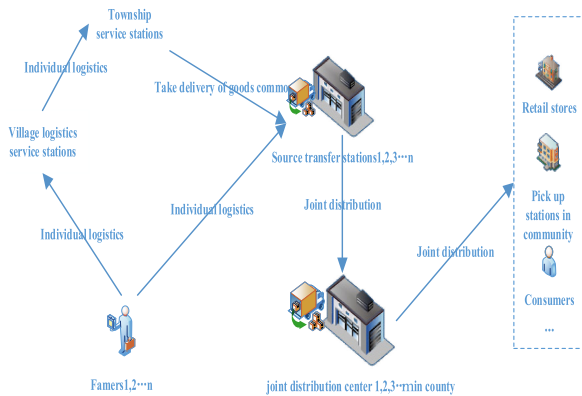 Township
service stations
Individual logistics
Take delivery of goods commo
Village logistics
service stations
Source transfer stations1,2,3···n
Retail stores
Individual logistics
Individual logistics
Joint distribution
Pick up
stations in
community
Joint distribution
Consumers
...
Famers1,2···n
joint distribution center 1,2,3···n in county